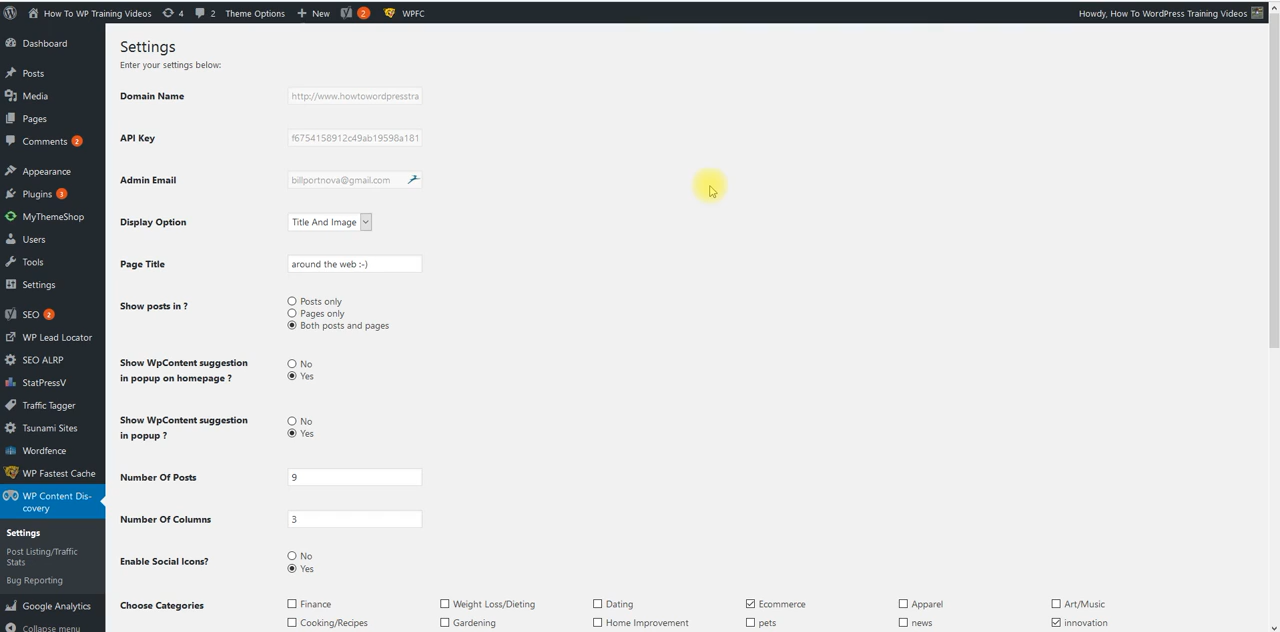 How To WP Training Videos 4 2 Theme Options + New 2 WPFC Howdy, How To WordPress Training Videos
Dashboard
Posts
Media
Pages
Comments 2
Appearance
Plugins 3
MyThemeShop
Users
Tools
Settings
SEO 2
WP Lead Locator
SEO ALRP
StatPressV
Traffic Tagger
Tsunami Sites
Wordfence
WP Fastest Cache
WP Content Dis-
covery
Settings
Post Listing/Traffic
Stats
Bug Reporting
Google Analytics
Collapse menu
Settings
Enter your settings below:
Domain Name http://www.howtowordpresstra
API Key f6754158912c49ab19598a181
Admin Email billportnova@gmail.com
Display Option Title And Image
Page Title around the web :-)
Show posts in ? Posts only
Pages only
Both posts and pages
Show WpContent suggestion
in popup on homepage ?
No
Yes
Show WpContent suggestion
in popup ?
No
Yes
Number Of Posts 9
Number Of Columns 3
Enable Social Icons? No
Yes
Choose Categories Finance Weight Loss/Dieting Dating Ecommerce Apparel Art/Music
Cooking/Recipes Gardening Home Improvement pets news innovation